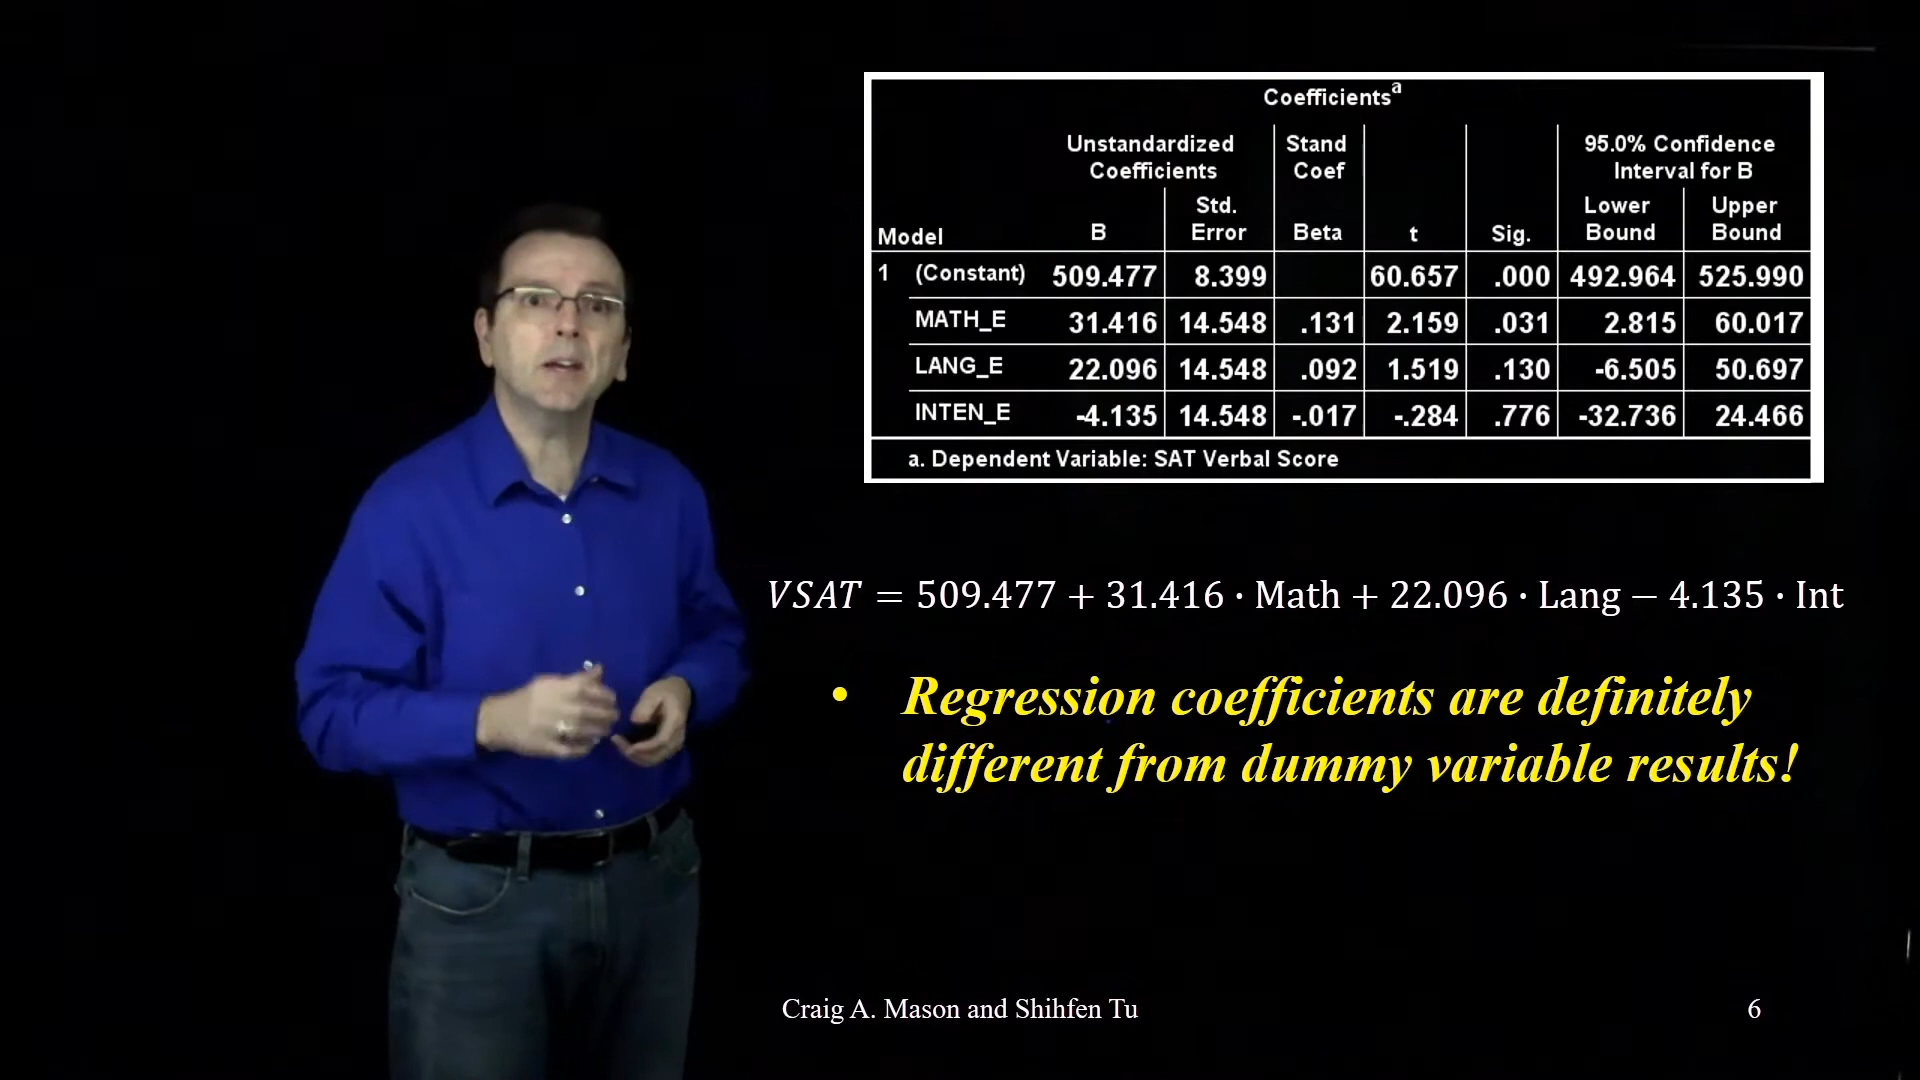 Coefficientsᵃ
Unstandardized Coefficients
Stand Coef
95.0% Confidence Interval for B
Model B Std. Error Beta t Sig. Lower Bound Upper Bound
1 (Constant) 509.477 8.399 60.657 .000 492.964 525.990
MATH_E 31.416 14.548 .131 2.159 .031 2.815 60.017
LANG_E 22.096 14.548 .092 1.519 .130 -6.505 50.697
INTEN_E -4.135 14.548 -.017 -.284 .776 -32.736 24.466
a. Dependent Variable: SAT Verbal Score
VSAT = 509.477 + 31.416 · Math + 22.096 · Lang − 4.135 · Int
• Regression coefficients are definitely
different from dummy variable results!
Craig A. Mason and Shihfen Tu
6